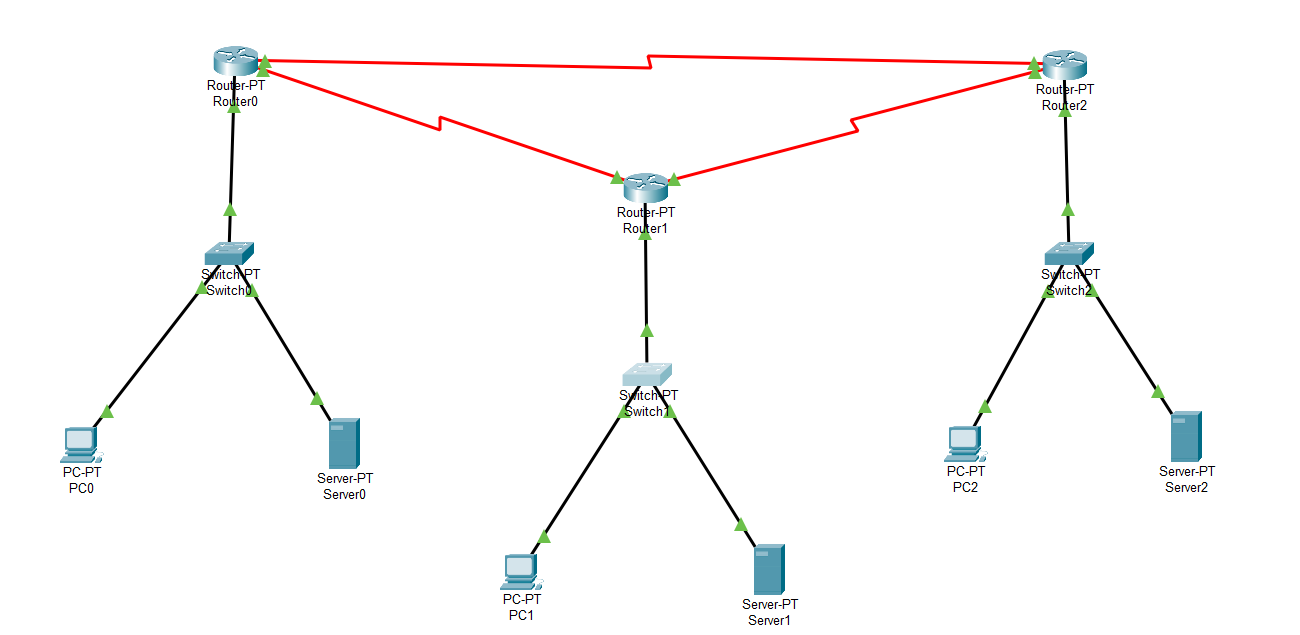 Router-PT
Router0
Router-PT
Router2
Router-PT
Router1
Switch-PT
Switch0
Switch-PT
Switch2
Switch-PT
Switch1
PC-PT
PC0
Server-PT
Server0
PC-PT
PC2
Server-PT
Server2
PC-PT
PC1
Server-PT
Server1